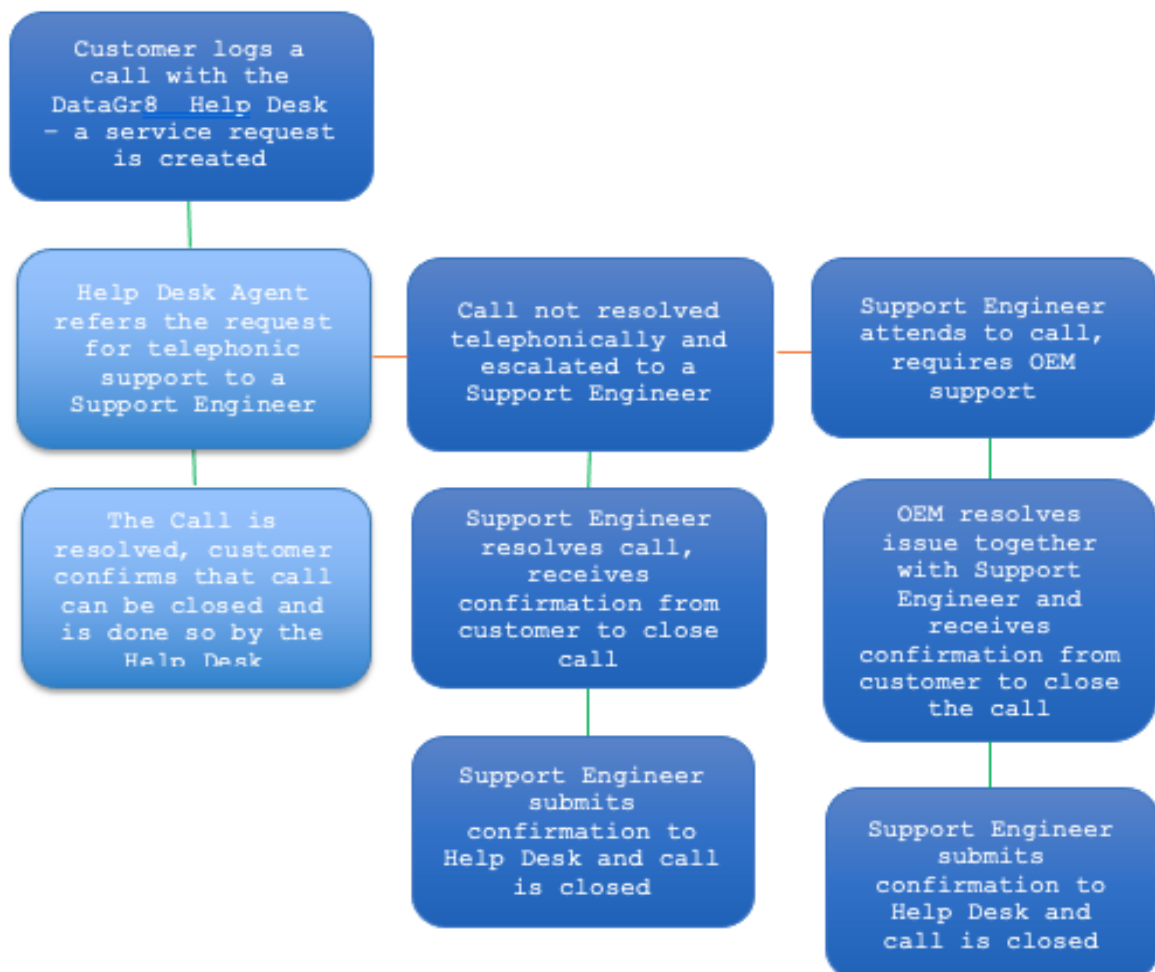 Customer logs a
call with the
DataGr8  Help Desk
– a service request
is created
Help Desk Agent
refers the request
for telephonic
support to a
Support Engineer
Call not resolved
telephonically and
escalated to a
Support Engineer
Support Engineer
attends to call,
requires OEM
support
The Call is
resolved, customer
confirms that call
can be closed and
is done so by the
Help Desk
Support Engineer
resolves call,
receives
confirmation from
customer to close
call
OEM resolves
issue together
with Support
Engineer and
receives
confirmation from
customer to close
the call
Support Engineer
submits
confirmation to
Help Desk and call
is closed
Support Engineer
submits
confirmation to
Help Desk and
call is closed